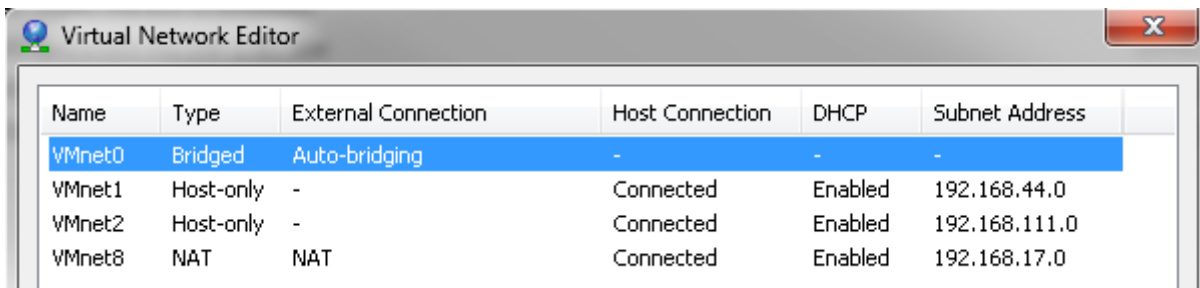 Virtual Network Editor
Name Type External Connection Host Connection DHCP Subnet Address
VMnet0 Bridged Auto-bridging - - -
VMnet1 Host-only - Connected Enabled 192.168.44.0
VMnet2 Host-only - Connected Enabled 192.168.111.0
VMnet8 NAT NAT Connected Enabled 192.168.17.0